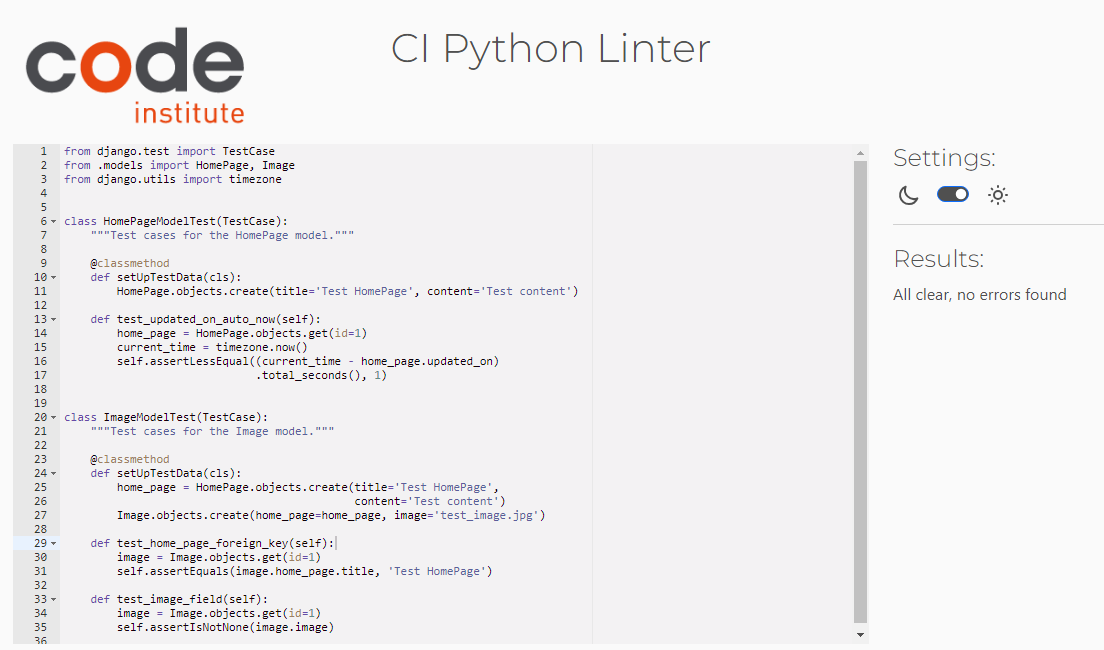 code
institute
CI Python Linter
1 from django.test import TestCase
2 from .models import HomePage, Image
3 from django.utils import timezone
4
5
6 class HomePageModelTest(TestCase):
7     """Test cases for the HomePage model."""
8
9     @classmethod
10     def setUpTestData(cls):
11         HomePage.objects.create(title='Test HomePage', content='Test content')
12
13     def test_updated_on_auto_now(self):
14         home_page = HomePage.objects.get(id=1)
15         current_time = timezone.now()
16         self.assertLessEqual((current_time - home_page.updated_on)
17                              .total_seconds(), 1)
18
19
20 class ImageModelTest(TestCase):
21     """Test cases for the Image model."""
22
23     @classmethod
24     def setUpTestData(cls):
25         home_page = HomePage.objects.create(title='Test HomePage',
26                                             content='Test content')
27         Image.objects.create(home_page=home_page, image='test_image.jpg')
28
29     def test_home_page_foreign_key(self):
30         image = Image.objects.get(id=1)
31         self.assertEquals(image.home_page.title, 'Test HomePage')
32
33     def test_image_field(self):
34         image = Image.objects.get(id=1)
35         self.assertIsNotNone(image.image)
36
Settings:
Results:
All clear, no errors found